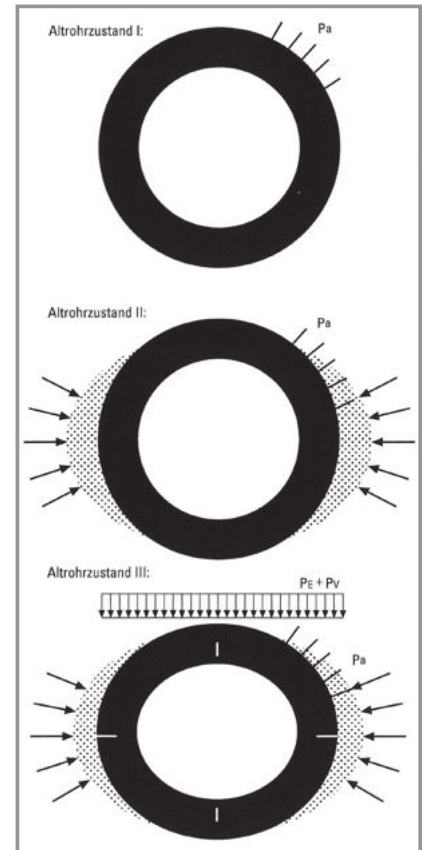 Altrohrzustand I:
Pa
Altrohrzustand II:
Pa
Altrohrzustand III:
PE + PV
Pa